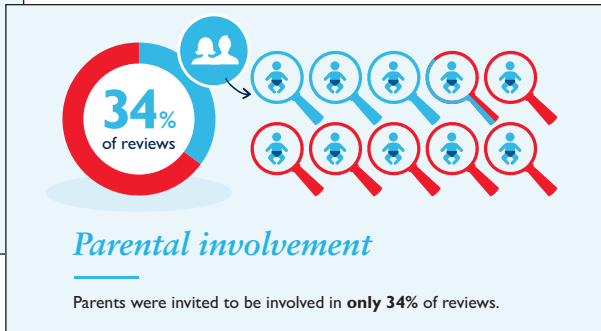 34%
of reviews
Parental involvement
Parents were invited to be involved in only 34% of reviews.